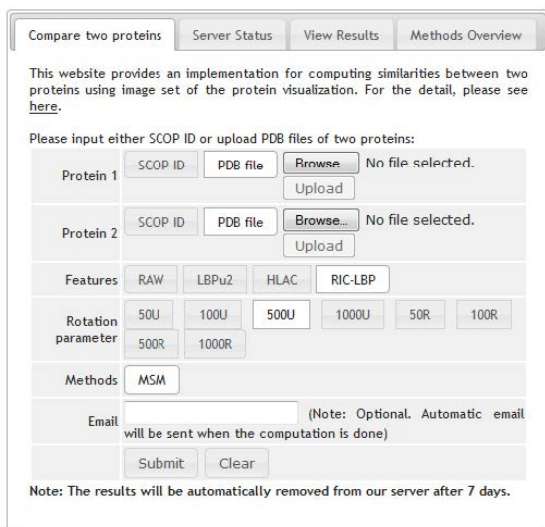 Compare two proteins Server Status View Results Methods Overview
This website provides an implementation for computing similarities between two
proteins using image set of the protein visualization. For the detail, please see
here.
Please input either SCOP ID or upload PDB files of two proteins:
Protein 1 SCOP ID PDB file Browse... No file selected.
Upload
Protein 2 SCOP ID PDB file Browse... No file selected.
Upload
Features RAW LBPu2 HLAC RIC-LBP
Rotation parameter 50U 100U 500U 1000U 50R 100R
500R 1000R
Methods MSM
Email (Note: Optional. Automatic email
will be sent when the computation is done)
Submit Clear
Note: The results will be automatically removed from our server after 7 days.